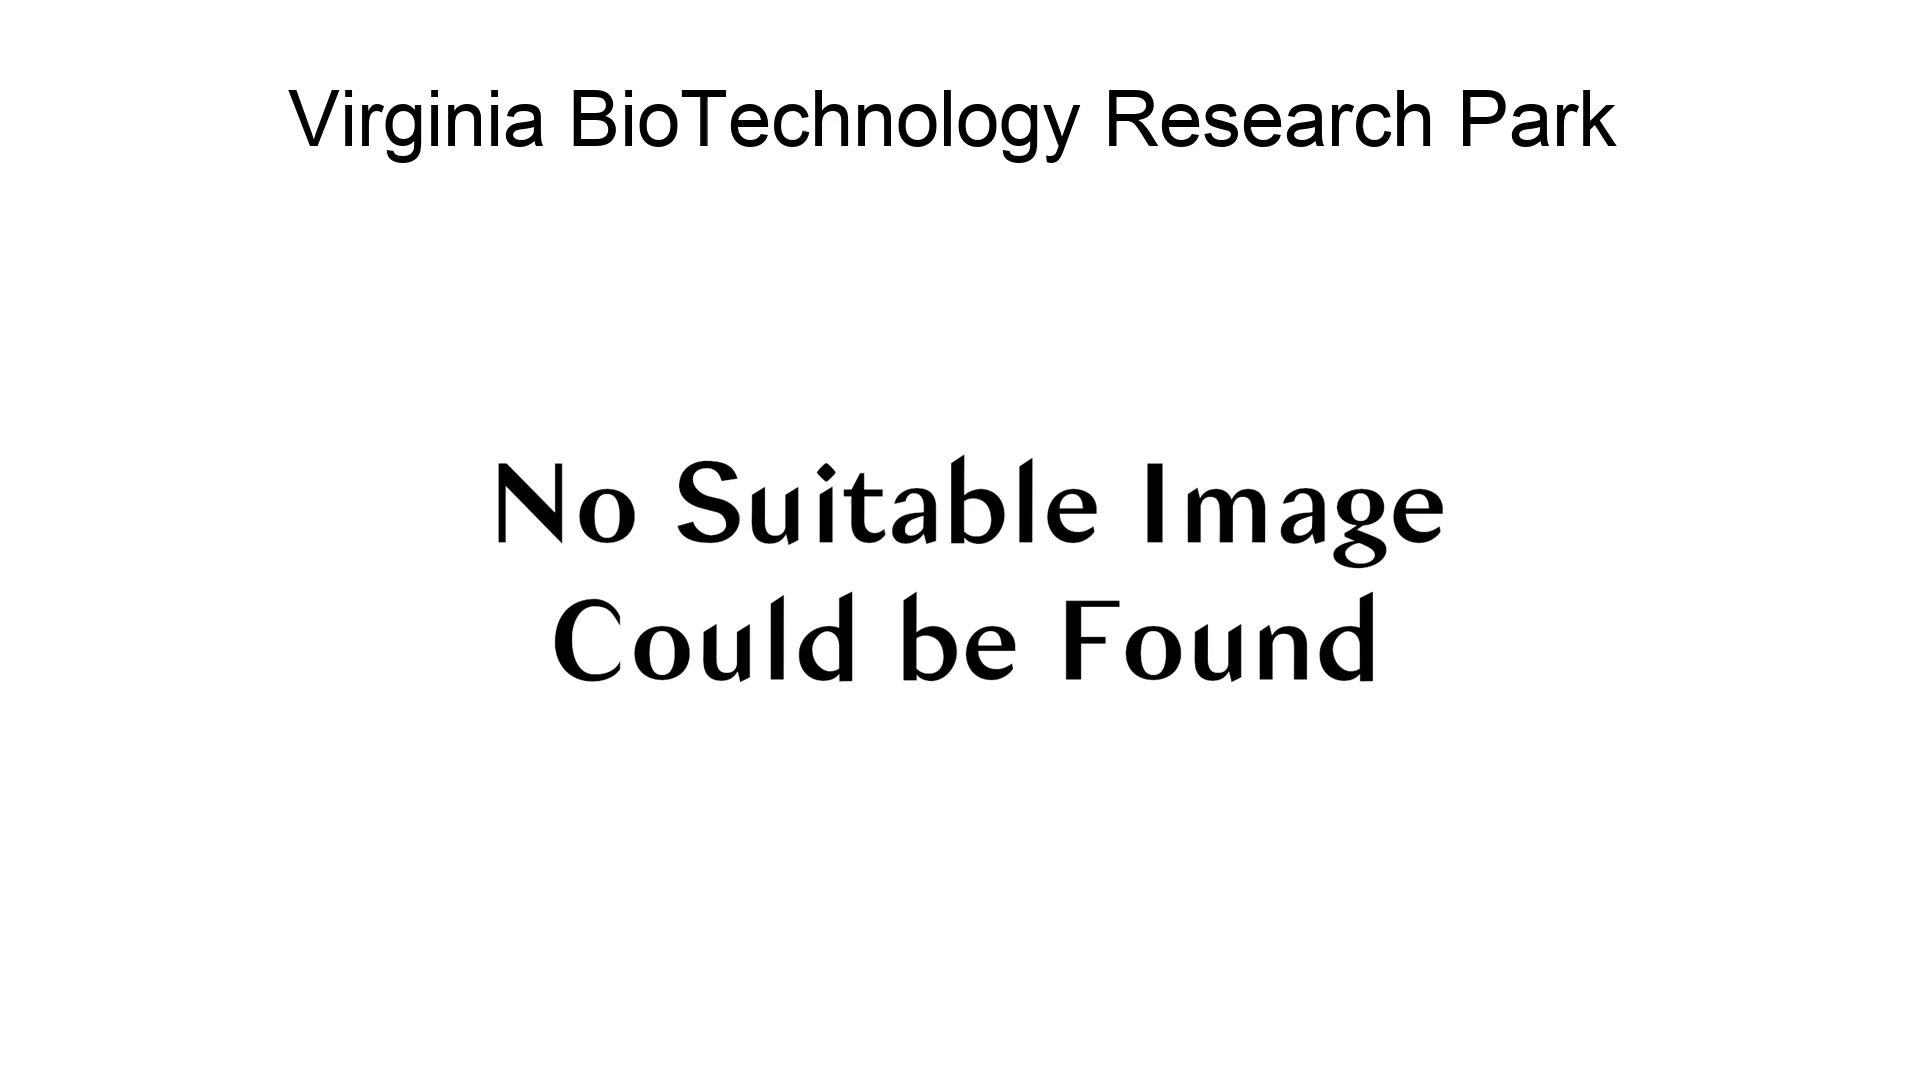 Virginia BioTechnology Research Park
No Suitable Image
Could be Found